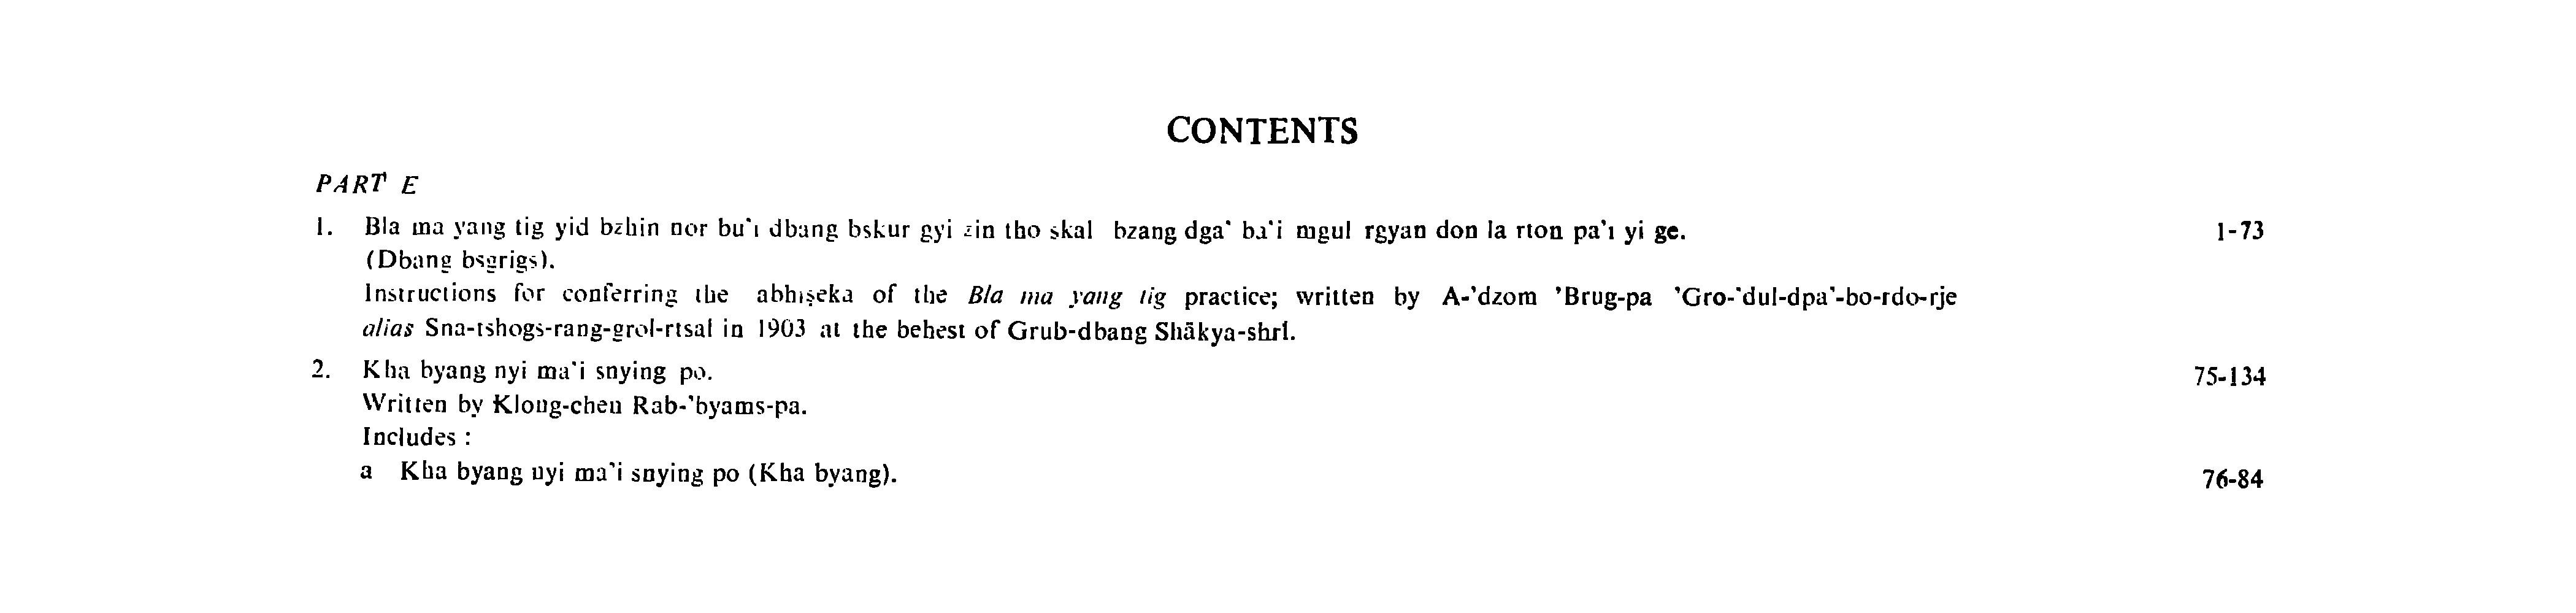 CONTENTS
PART E
1. Bla ma yang tig yid bzhin nor bu'i dbang bskur gyi zin tho skal bzang dga' ba'i mgul rgyan don la rton pa'i yi ge. 1-73
(Dbang bsgrigs).
Instructions for conferring the abhiṣeka of the Bla ma yang tig practice; written by A-'dzom 'Brug-pa 'Gro-'dul-dpa'-bo-rdo-rje
alias Sna-tshogs-rang-grol-rtsal in 1903 at the behest of Grub-dbang Shākya-shrī.
2. Kha byang nyi ma'i snying po. 75-134
Written by Klong-chen Rab-'byams-pa.
Includes :
a Kha byang nyi ma'i snying po (Kha byang). 76-84